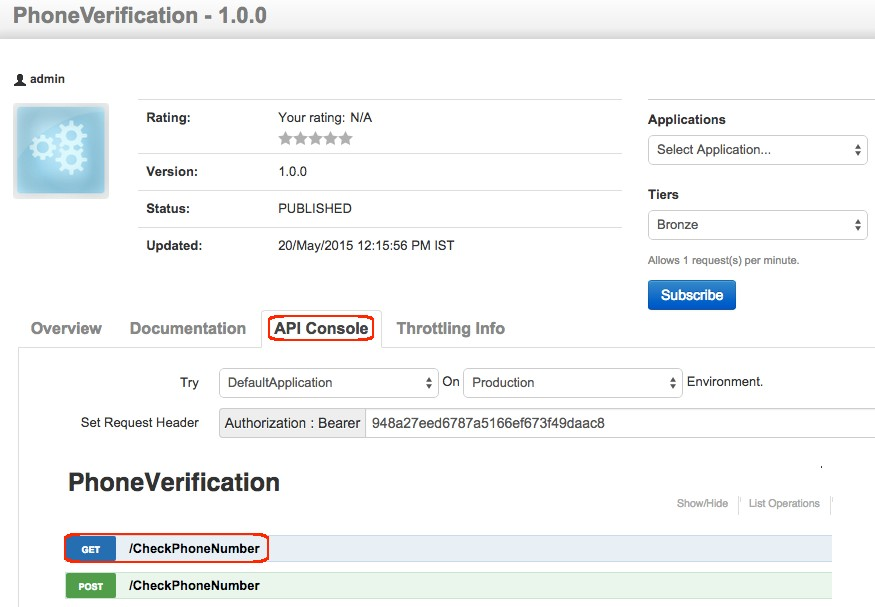 PhoneVerification - 1.0.0
admin
Rating: Your rating: N/A
Version: 1.0.0
Status: PUBLISHED
Updated: 20/May/2015 12:15:56 PM IST
Applications
Select Application...
Tiers
Bronze
Allows 1 request(s) per minute.
Subscribe
Overview Documentation API Console Throttling Info
Try DefaultApplication On Production Environment.
Set Request Header Authorization : Bearer 948a27eed6787a5166ef673f49daac8
PhoneVerification
Show/Hide List Operations
GET /CheckPhoneNumber
POST /CheckPhoneNumber